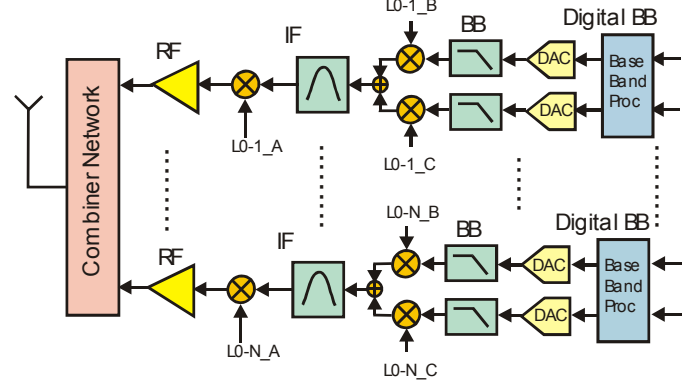 L0-1_B
Digital BB
IF
BB
RF
DAC
Base
Band
Proc
DAC
L0-1_A
L0-1_C
Combiner Network
L0-N_B
Digital BB
IF
BB
RF
DAC
Base
Band
Proc
DAC
L0-N_A
L0-N_C